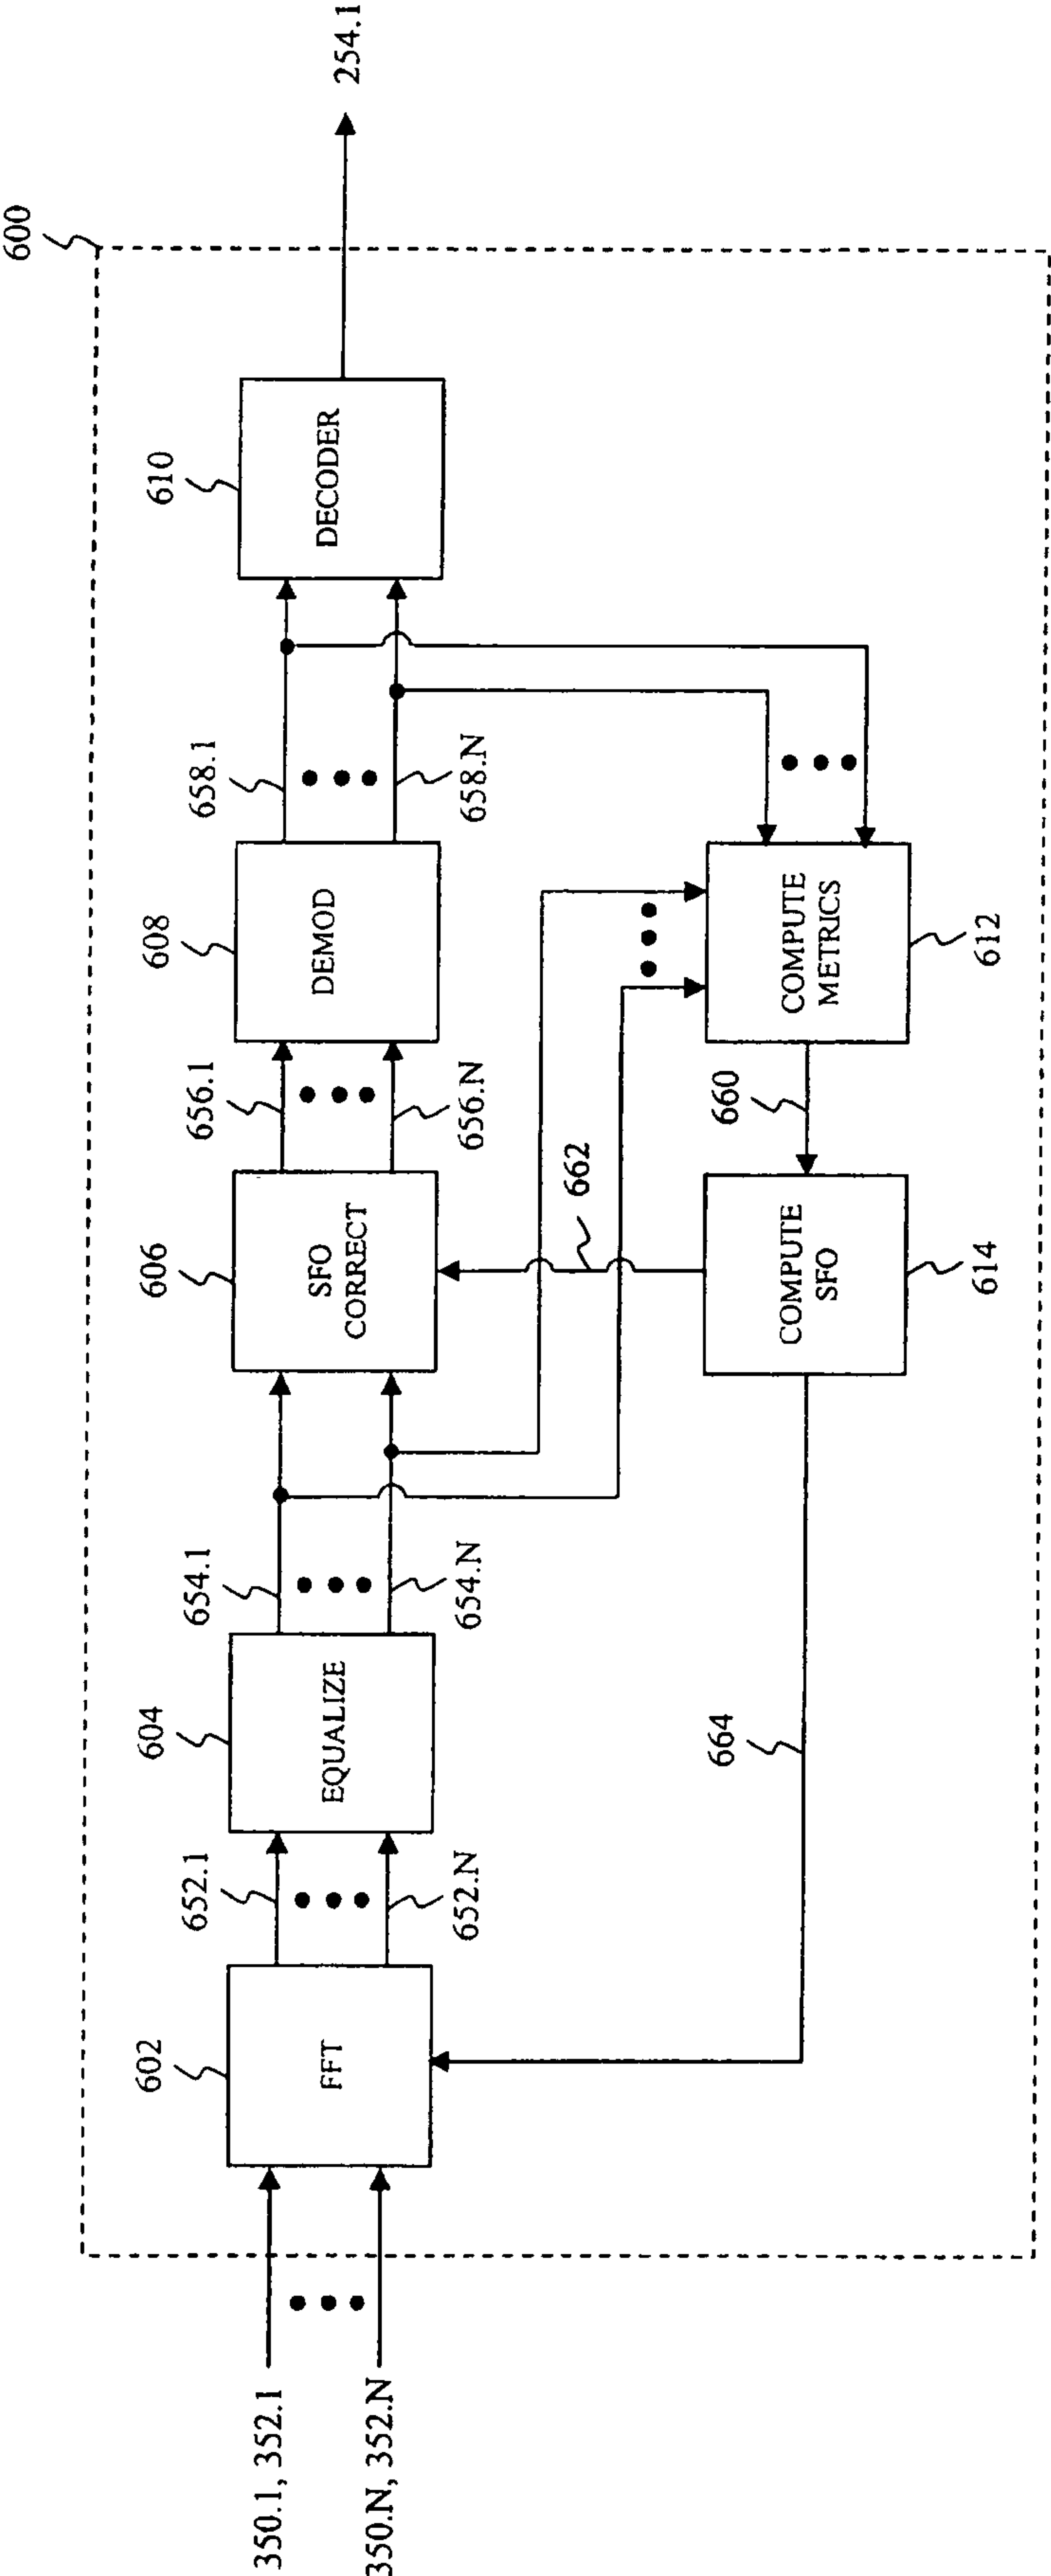 600
254.1
610
DECODER
658.1
658.N
608
DEMOD
656.1
656.N
606
SFO
CORRECT
654.1
654.N
604
EQUALIZE
652.1
652.N
602
FFT
350.1, 352.1
350.N, 352.N
COMPUTE
METRICS
612
660
662
COMPUTE
SFO
614
664